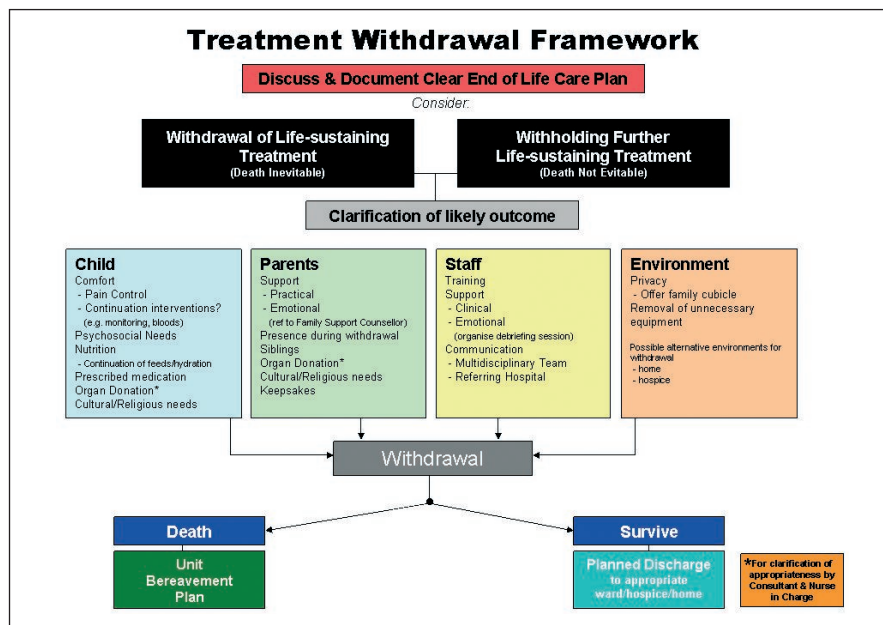 Treatment Withdrawal Framework
Discuss & Document Clear End of Life Care Plan
Consider:
Withdrawal of Life-sustaining
Treatment
(Death Inevitable)
Withholding Further
Life-sustaining Treatment
(Death Not Evitable)
Clarification of likely outcome
Child
Comfort
- Pain Control
- Continuation interventions?
(e.g. monitoring, bloods)
Psychosocial Needs
Nutrition
- Continuation of feeds/hydration
Prescribed medication
Organ Donation*
Cultural/Religious needs
Parents
Support
- Practical
- Emotional
(ref to Family Support Counsellor)
Presence during withdrawal
Siblings
Organ Donation*
Cultural/Religious needs
Keepsakes
Staff
Training
Support
- Clinical
- Emotional
(organise debriefing session)
Communication
- Multidisciplinary Team
- Referring Hospital
Environment
Privacy
- Offer family cubicle
Removal of unnecessary
equipment
Possible alternative environments for
withdrawal
- home
- hospice
Withdrawal
Death
Unit
Bereavement
Plan
Survive
Planned Discharge
to appropriate
ward/hospice/home
*For clarification of
appropriateness by
Consultant & Nurse
in Charge